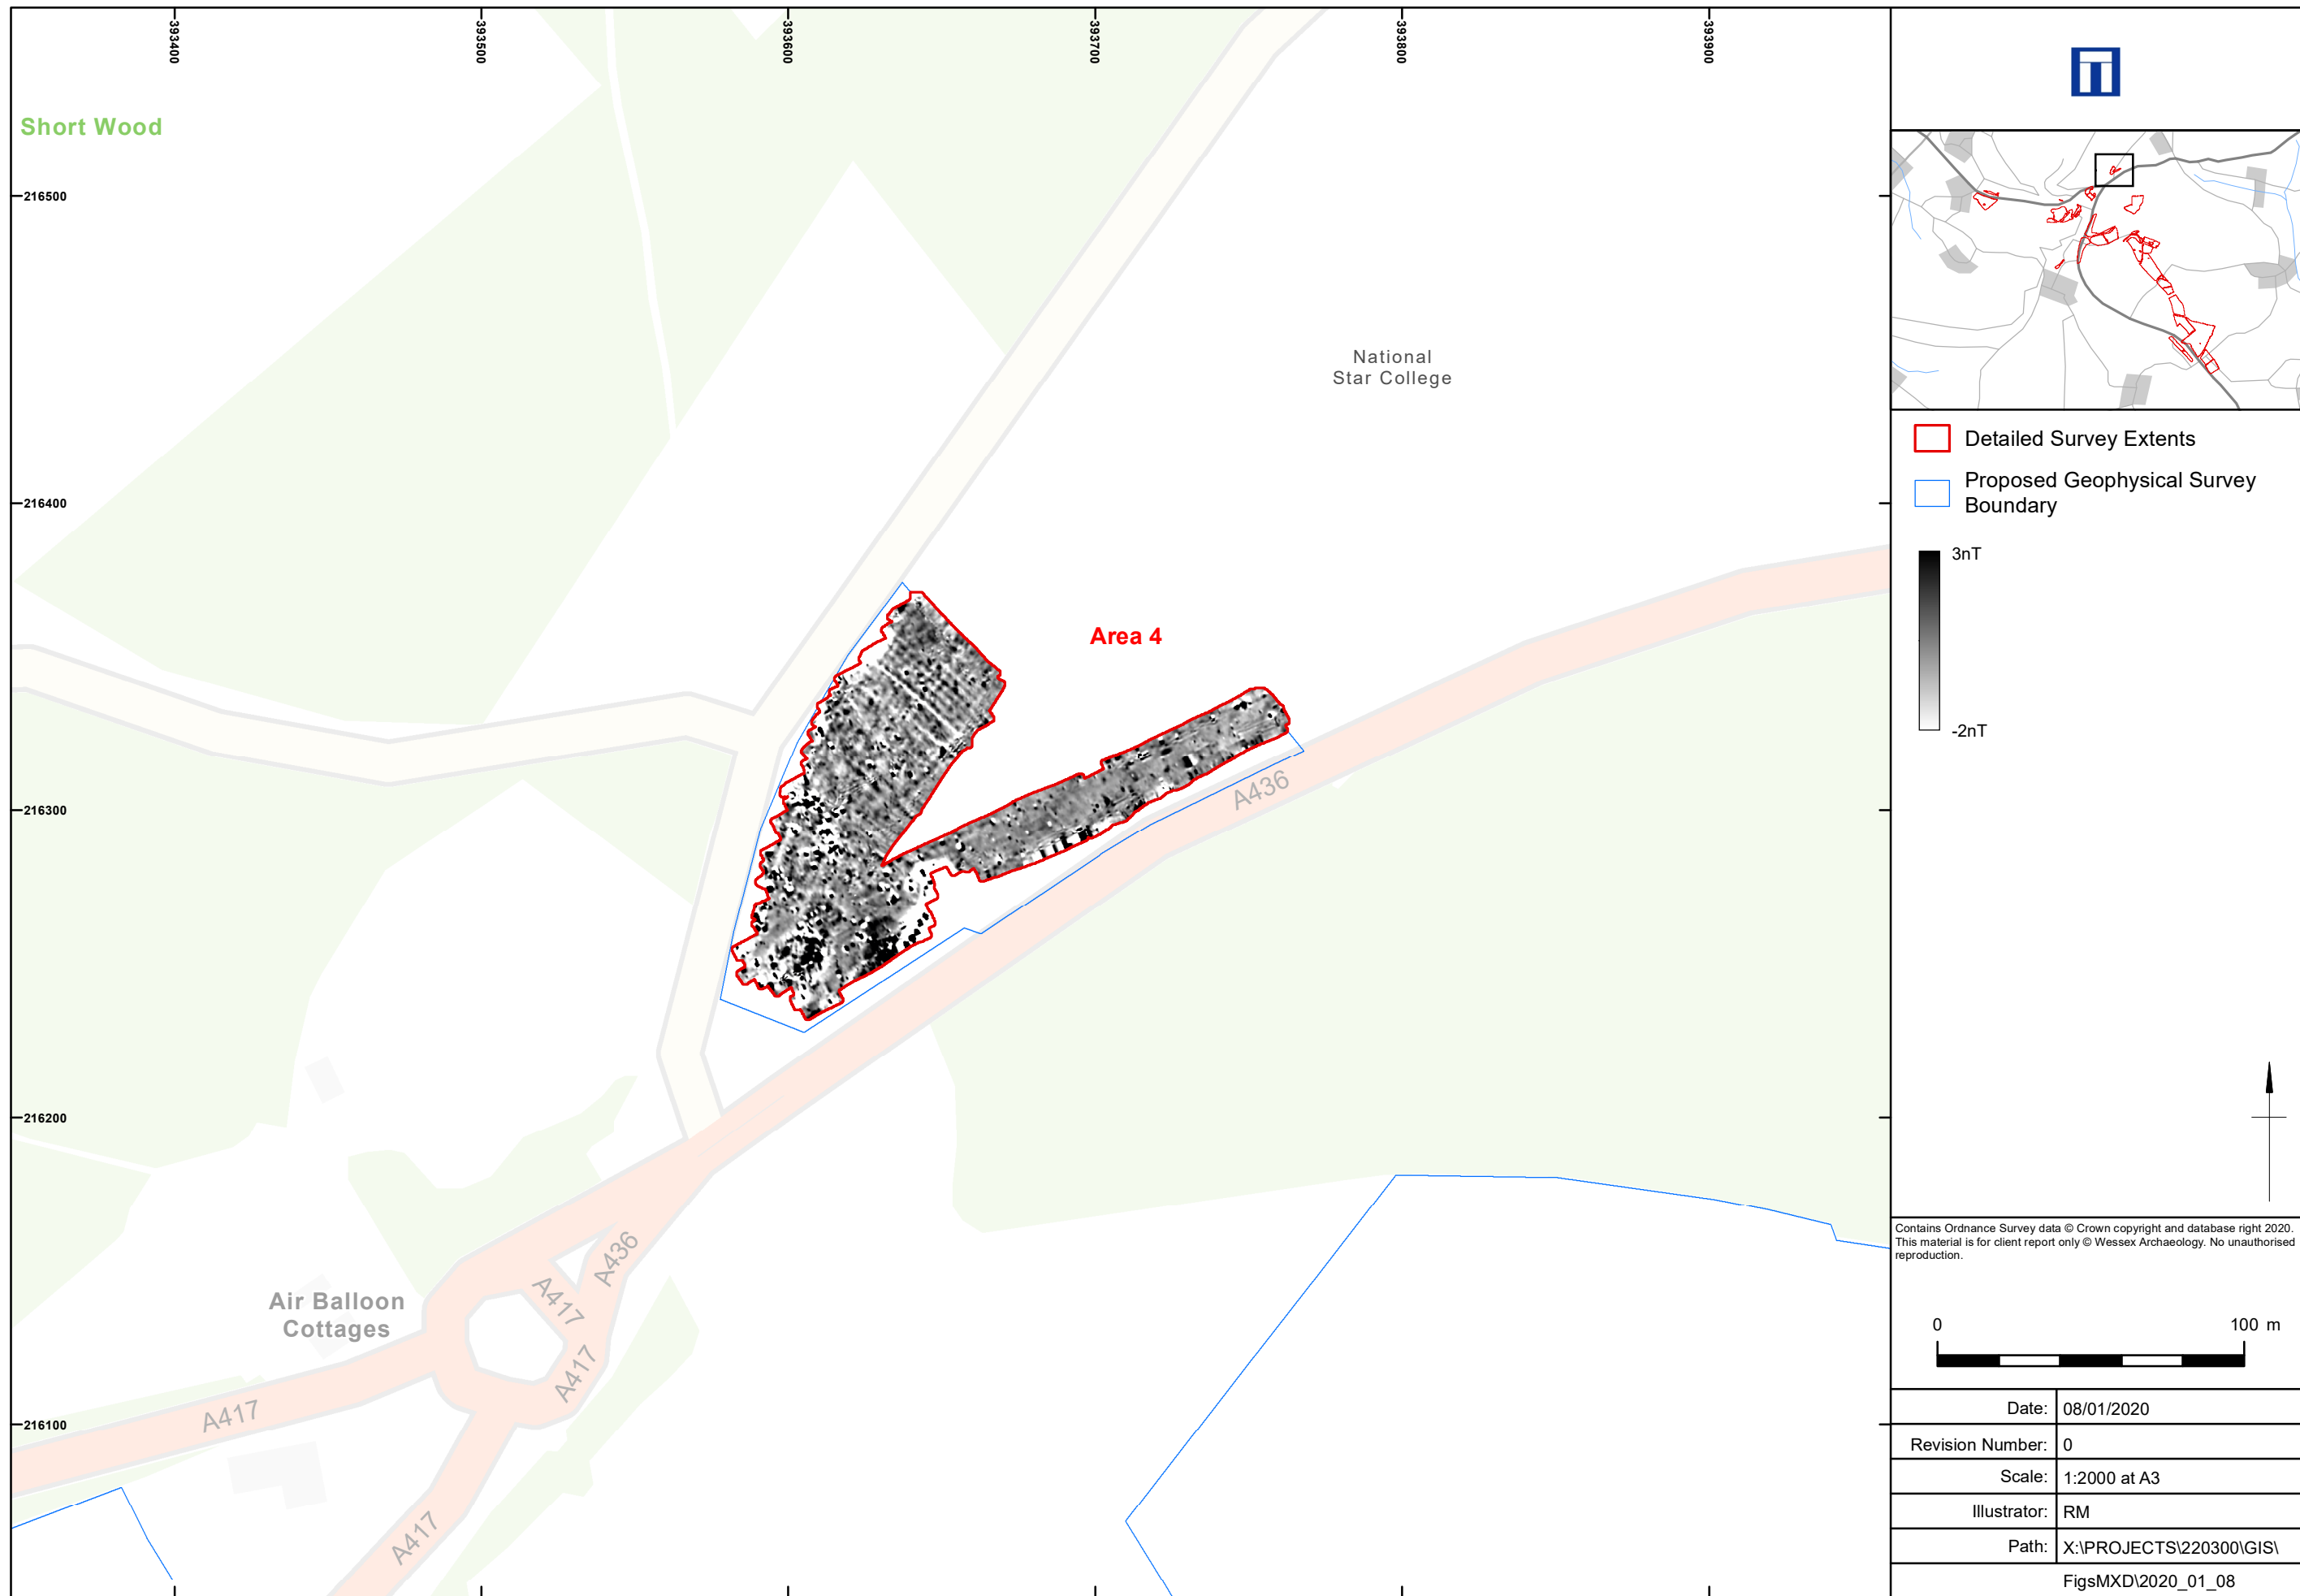 393400
393500
393600
393700
393800
393900
Short Wood
216500
National
Star College
216400
Area 4
A436
216300
216200
A436
A417
Air Balloon
Cottages
A417
A417
216100
A417
Detailed Survey Extents
Proposed Geophysical Survey
Boundary
3nT
-2nT
Contains Ordnance Survey data © Crown copyright and database right 2020.
This material is for client report only © Wessex Archaeology. No unauthorised
reproduction.
0 100 m
Date: 08/01/2020
Revision Number: 0
Scale: 1:2000 at A3
Illustrator: RM
Path: X:\PROJECTS\220300\GIS\
FigsMXD\2020_01_08